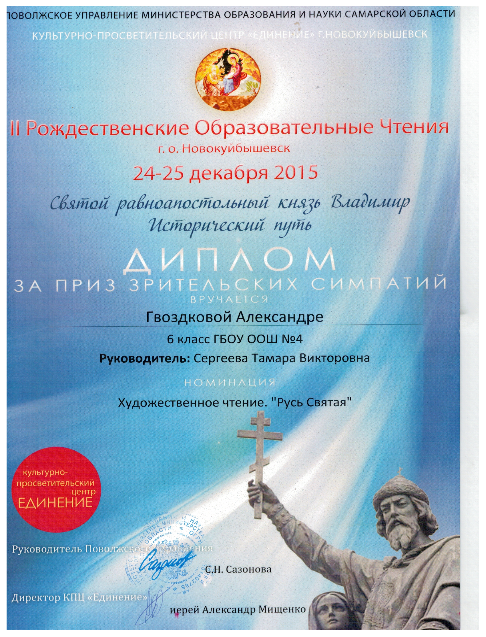 ПОВОЛЖСКОЕ УПРАВЛЕНИЕ МИНИСТЕРСТВА ОБРАЗОВАНИЯ И НАУКИ САМАРСКОЙ ОБЛАСТИ
КУЛЬТУРНО-ПРОСВЕТИТЕЛЬСКИЙ ЦЕНТР «ЕДИНЕНИЕ» Г.НОВОКУЙБЫШЕВСК
II Рождественские Образовательные Чтения
г. о. Новокуйбышевск
24-25 декабря 2015
Святой равноапостольный князь Владимир
Исторический путь
ДИПЛОМ
ЗА ПРИЗ ЗРИТЕЛЬСКИХ СИМПАТИЙ
ВРУЧАЕТСЯ
Гвоздковой Александре
6 класс ГБОУ ООШ №4
Руководитель: Сергеева Тамара Викторовна
НОМИНАЦИЯ
Художественное чтение. "Русь Святая"
культурно-
просветительский
центр
ЕДИНЕНИЕ
Руководитель Поволжского управления
С.Н. Сазонова
Директор КПЦ «Единение»
иерей Александр Мищенко